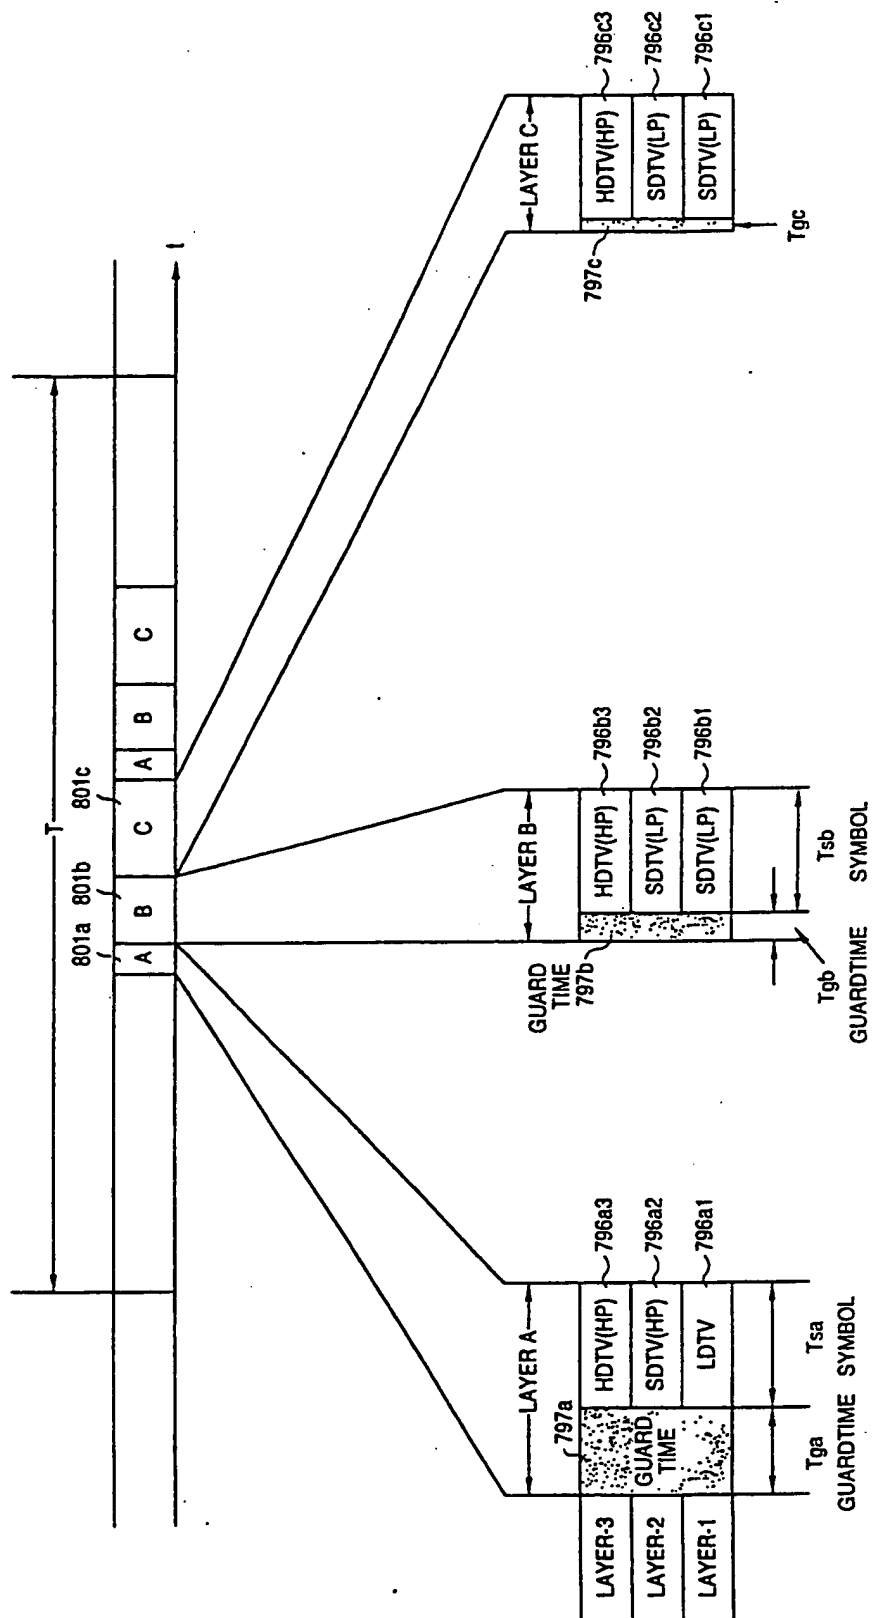 T
801a
801b
801c
A
B
C
A
B
C
t
LAYER A
LAYER B
LAYER C
797a
GUARD
TIME
797b
797c
LAYER-3
GUARD
TIME
HDTV(HP)
796a3
HDTV(HP)
796b3
HDTV(HP)
796c3
LAYER-2
SDTV(HP)
796a2
SDTV(LP)
796b2
SDTV(LP)
796c2
LAYER-1
LDTV
796a1
SDTV(LP)
796b1
SDTV(LP)
796c1
Tga
Tsa
Tgb
Tsb
Tgc
GUARDTIME SYMBOL
GUARDTIME SYMBOL